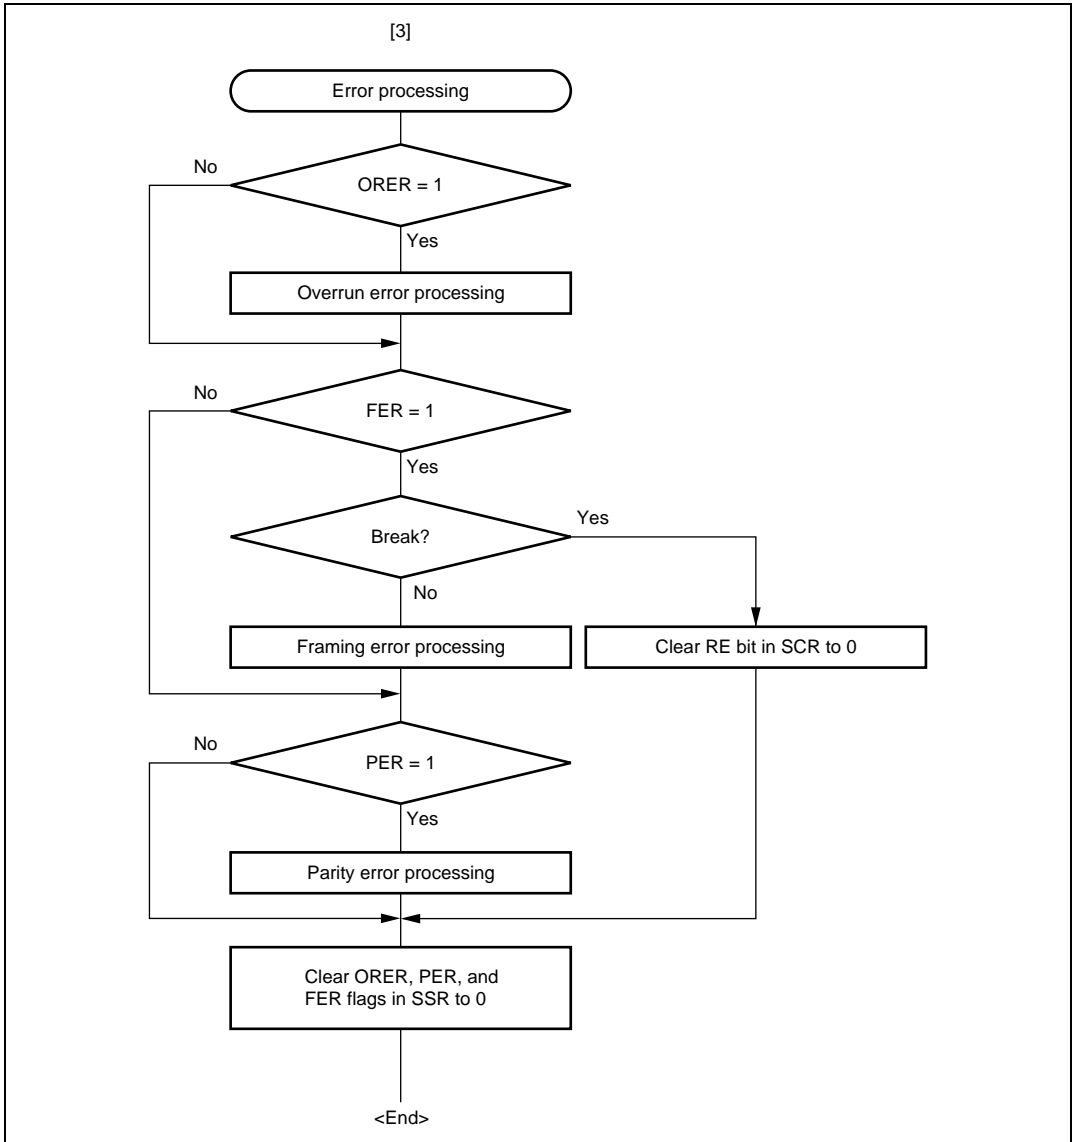 [3]
Error processing
No
ORER = 1
Yes
Overrun error processing
No
FER = 1
Yes
Break?
Yes
No
Framing error processing
Clear RE bit in SCR to 0
No
PER = 1
Yes
Parity error processing
Clear ORER, PER, and
FER flags in SSR to 0
<End>